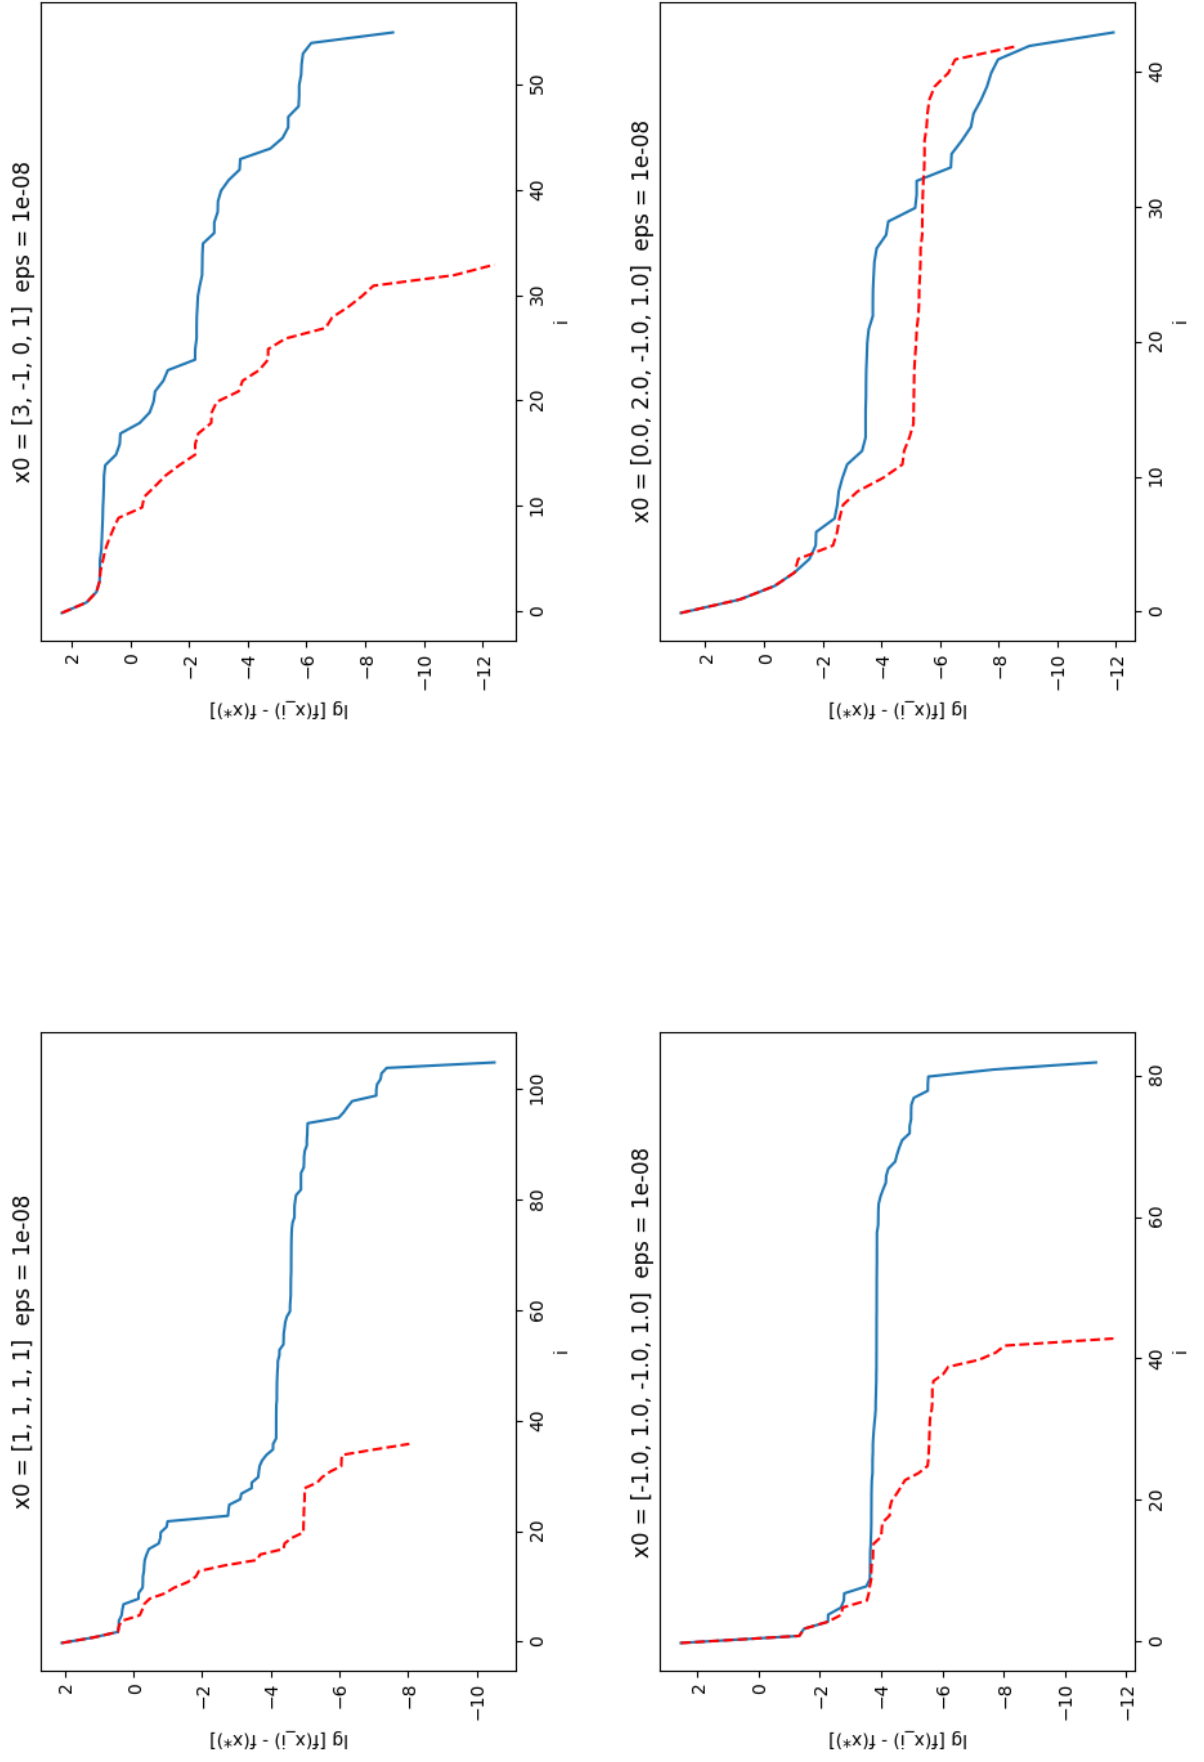 x0 = [1, 1, 1, 1] eps = 1e-08
lg [ f(x_i) - f(x*)]
2
0
−2
−4
−6
−8
−10
0 20 40 60 80 100
i
x0 = [3, -1, 0, 1] eps = 1e-08
lg [ f(x_i) - f(x*)]
2
0
−2
−4
−6
−8
−10
−12
0 10 20 30 40 50
i
x0 = [-1.0, 1.0, -1.0, 1.0] eps = 1e-08
lg [ f(x_i) - f(x*)]
2
0
−2
−4
−6
−8
−10
−12
0 20 40 60 80
i
x0 = [0.0, 2.0, -1.0, 1.0] eps = 1e-08
lg [ f(x_i) - f(x*)]
2
0
−2
−4
−6
−8
−10
−12
0 10 20 30 40
i